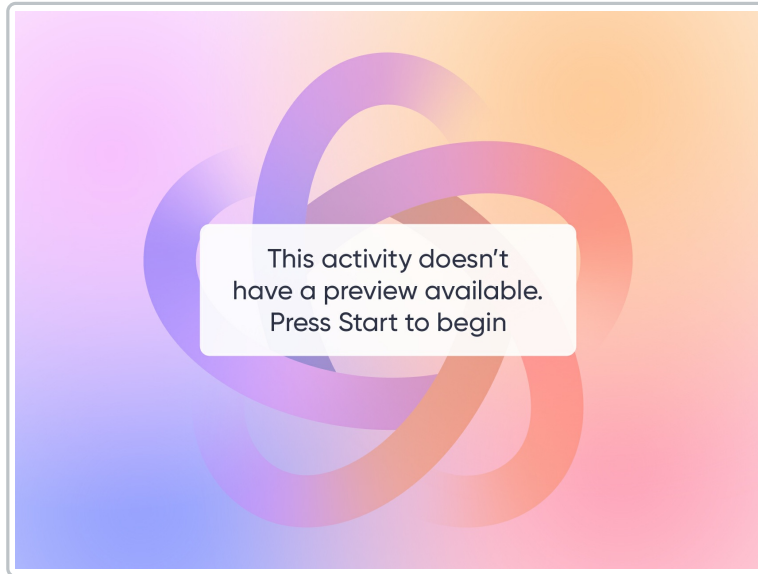 This activity doesn’t
have a preview available.
Press Start to begin